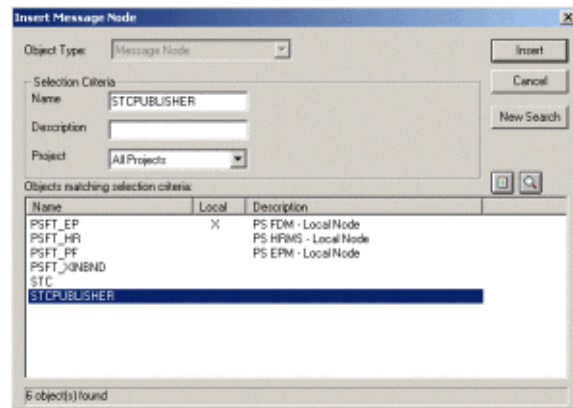 Insert Message Node
Object Type: Message Node
Insert
Selection Criteria
Cancel
Name STCPUBLISHER
New Search
Description
Project All Projects
Objects matching selection criteria:
Name Local Description
PSFT_EP X PS FDM - Local Node
PSFT_HR PS HRMS - Local Node
PSFT_PF PS EPM - Local Node
PSFT_XINBND
STC
STCPUBLISHER
6 object(s) found